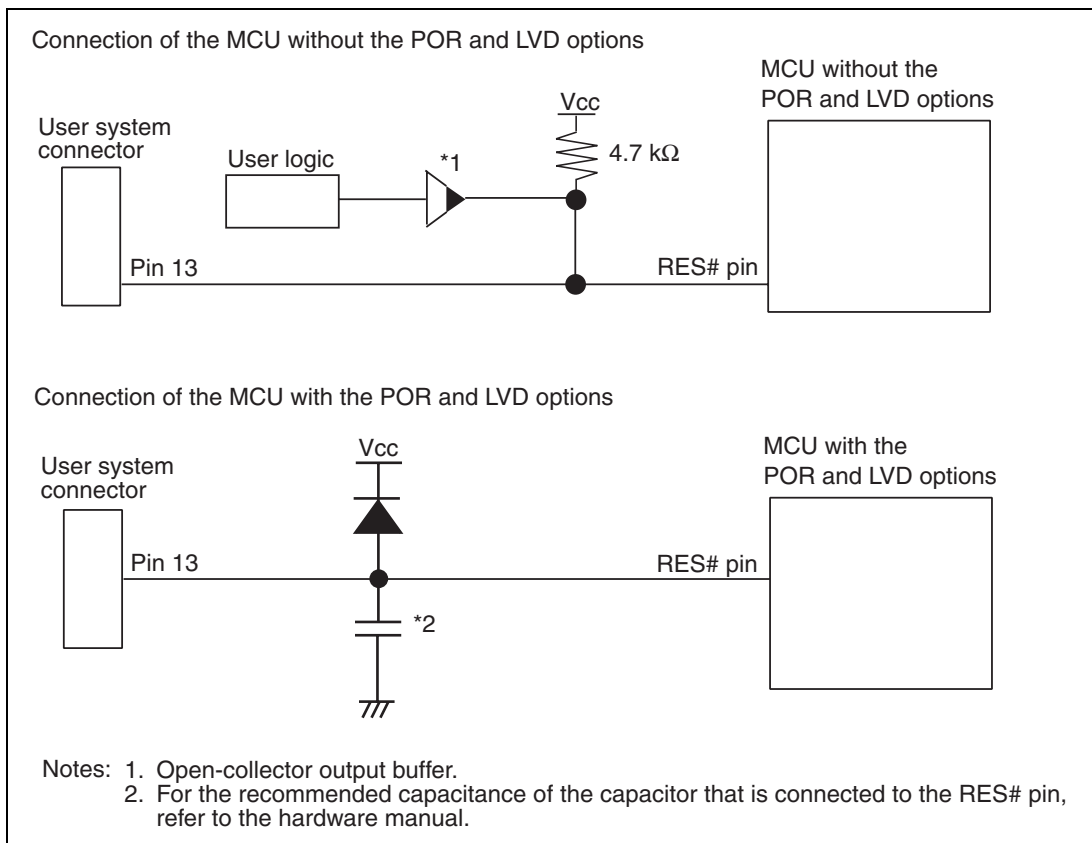 Connection of the MCU without the POR and LVD options
MCU without the
POR and LVD options
Vcc
User system
connector
User logic
*1
4.7 kΩ
Pin 13
RES# pin
Connection of the MCU with the POR and LVD options
Vcc
MCU with the
POR and LVD options
User system
connector
Pin 13
RES# pin
*2
Notes: 1. Open-collector output buffer.
2. For the recommended capacitance of the capacitor that is connected to the RES# pin,
refer to the hardware manual.